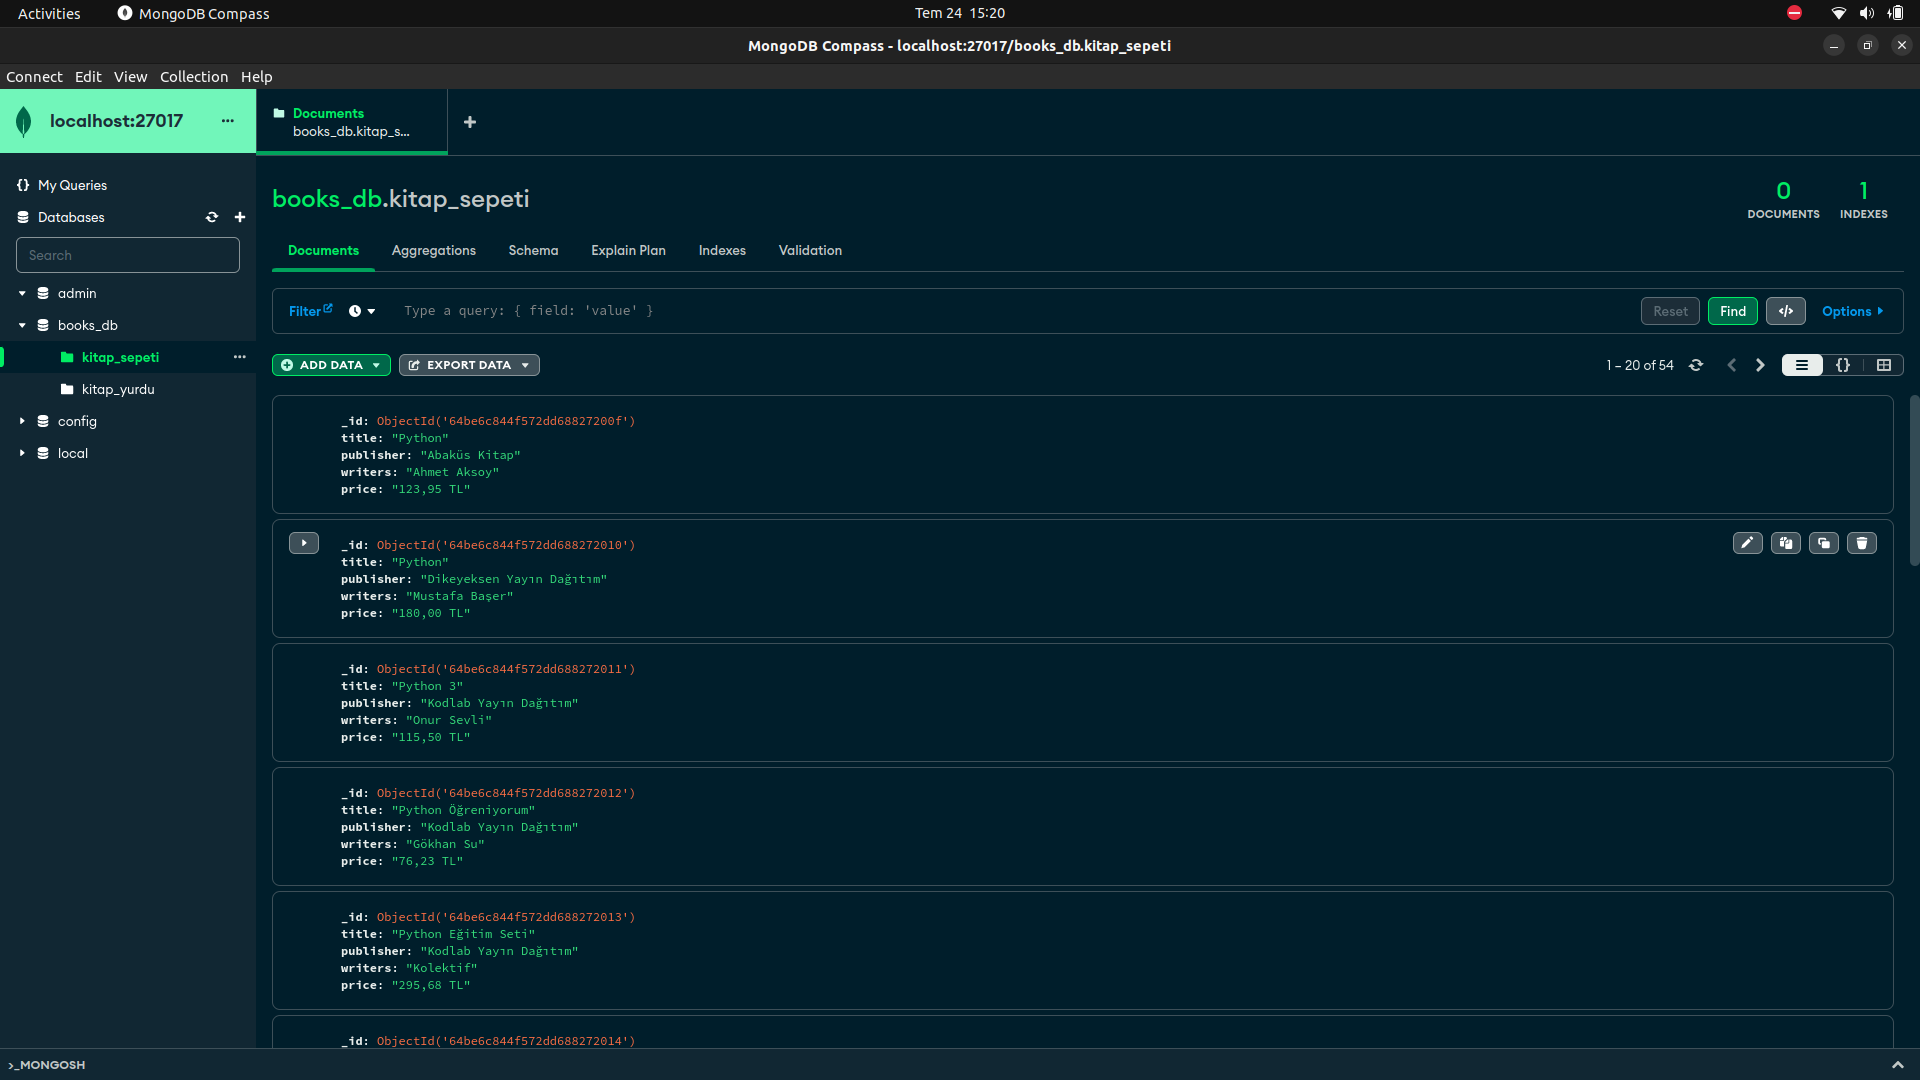 Activities
MongoDB Compass
Tem 24 15:20
MongoDB Compass - localhost:27017/books_db.kitap_sepeti
Connect Edit View Collection Help
localhost:27017
...
Documents
books_db.kitap_s...
+
{} My Queries
Databases
Search
admin
books_db
kitap_sepeti
kitap_yurdu
config
local
books_db.kitap_sepeti
0
DOCUMENTS
1
INDEXES
Documents Aggregations Schema Explain Plan Indexes Validation
Filter
Type a query: { field: 'value' }
Reset Find </> Options
ADD DATA
EXPORT DATA
1 – 20 of 54
{}
_id: ObjectId('64be6c844f572dd68827200f')
title: "Python"
publisher: "Abaküs Kitap"
writers: "Ahmet Aksoy"
price: "123,95 TL"
_id: ObjectId('64be6c844f572dd688272010')
title: "Python"
publisher: "Dikeyeksen Yayın Dağıtım"
writers: "Mustafa Başer"
price: "180,00 TL"
_id: ObjectId('64be6c844f572dd688272011')
title: "Python 3"
publisher: "Kodlab Yayın Dağıtım"
writers: "Onur Sevli"
price: "115,50 TL"
_id: ObjectId('64be6c844f572dd688272012')
title: "Python Öğreniyorum"
publisher: "Kodlab Yayın Dağıtım"
writers: "Gökhan Su"
price: "76,23 TL"
_id: ObjectId('64be6c844f572dd688272013')
title: "Python Eğitim Seti"
publisher: "Kodlab Yayın Dağıtım"
writers: "Kolektif"
price: "295,68 TL"
_id: ObjectId('64be6c844f572dd688272014')
>_MONGOSH